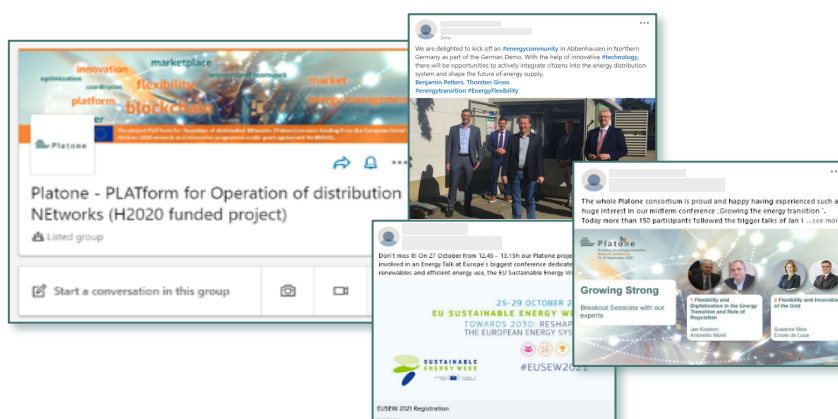 innovation
marketplace
optimization
flexibility
market
platform
energy management
blockchain
Platone
Platone - PLATform for Operation of distribution
NEtworks (H2020 funded project)
Listed group
Start a conversation in this group
3mo
We are delighted to kick off an #energycommunity in Abbenhausen in Northern
Germany as part of the German Demo. With the help of innovative #technology,
there will be opportunities to actively integrate citizens into the energy distribution
system and shape the future of energy supply.
Benjamin Petters, Thorsten Gross
#energytransition #EnergyFlexibility
Don't miss it! On 27 October from 12.45 – 13.15h our Platone proje
involved in an Energy Talk at Europe's biggest conference dedicate
renewables and efficient energy use, the EU Sustainable Energy W
25-29 OCTOBER 2
EU SUSTAINABLE ENERGY WE
TOWARDS 2030: RESHAP
THE EUROPEAN ENERGY SYS
SUSTAINABLE
ENERGY WEEK
#EUSEW2021
EUSEW 2021 Registration
The whole Platone consortium is proud and happy having experienced such a
huge interest in our midterm conference „Growing the energy transition ‟.
Today more than 150 participants followed the trigger talks of Jan I ...see mor
Platone
Growing Strong
Breakout Sessions with our
experts
1 Flexibility and
Digitalisation in the Energy
Transition and Role of
Regulation
Jan Kostevc
Antonello Monti
2 Flexibility and Innovatio
of the Grid
Susanne Nies
Ercole de Luca